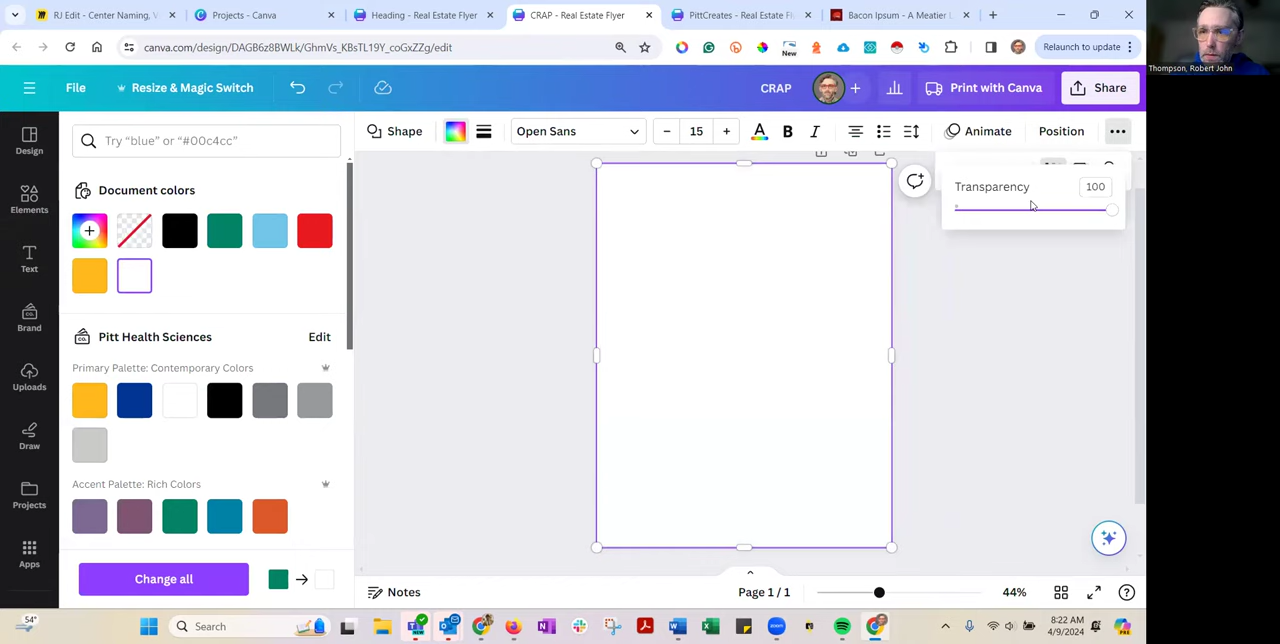 RJ Edit - Center Naming, V
Projects - Canva
Heading - Real Estate Flyer
CRAP - Real Estate Flyer
PittCreates - Real Estate Fl
Bacon Ipsum - A Meatier L
canva.com/design/DAGB6z8BWLk/GhmVs_KBsTL19Y_coGxZZg/edit
New
Relaunch to update
Thompson, Robert John
File
Resize & Magic Switch
CRAP
Print with Canva
Share
Try “blue” or “#00c4cc”
Shape
Open Sans
15
A
B
I
Animate
Position
Design
Elements
Text
Brand
Uploads
Draw
Projects
Apps
Document colors
Transparency
100
Pitt Health Sciences
Edit
Primary Palette: Contemporary Colors
Accent Palette: Rich Colors
Change all
Notes
Page 1 / 1
44%
54°
Search
8:22 AM
4/9/2024